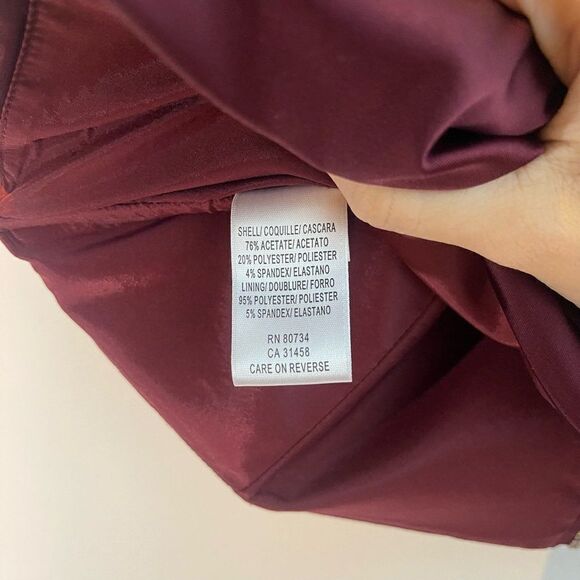 SHELL/ COQUILLE/ CASCARA
76% ACETATE/ ACETATO
20% POLYESTER/ POLIESTER
4% SPANDEX/ ELASTANO
LINING/ DOUBLURE/ FORRO
95% POLYESTER/ POLIESTER
5% SPANDEX/ ELASTANO
RN 80734
CA 31458
CARE ON REVERSE